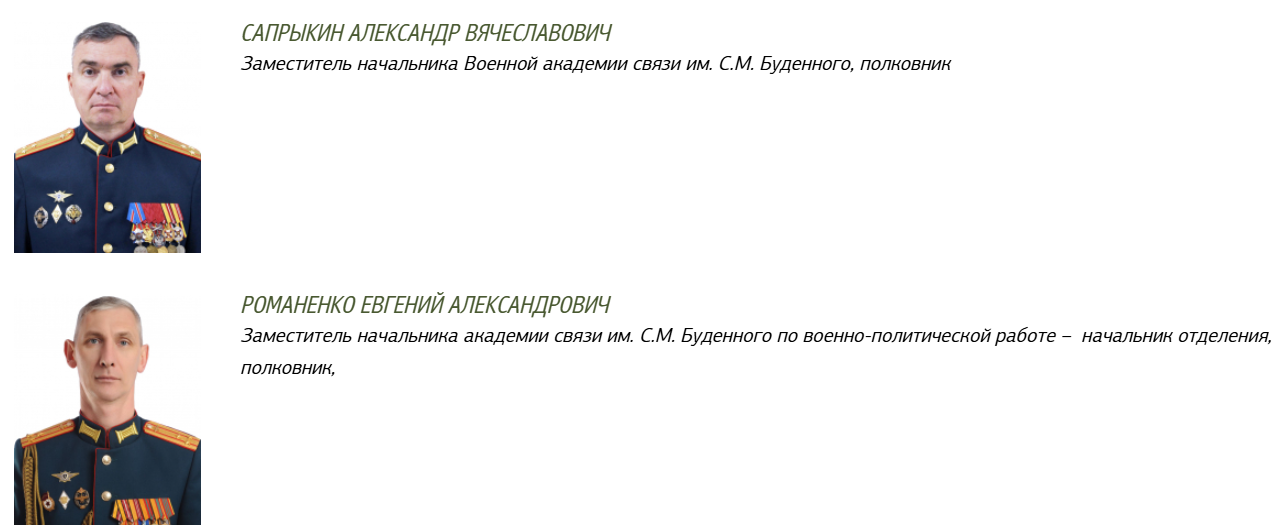 САПРЫКИН АЛЕКСАНДР ВЯЧЕСЛАВОВИЧ
Заместитель начальника Военной академии связи им. С.М. Буденного, полковник
РОМАНЕНКО ЕВГЕНИЙ АЛЕКСАНДРОВИЧ
Заместитель начальника академии связи им. С.М. Буденного по военно-политической работе –  начальник отделения,
полковник,